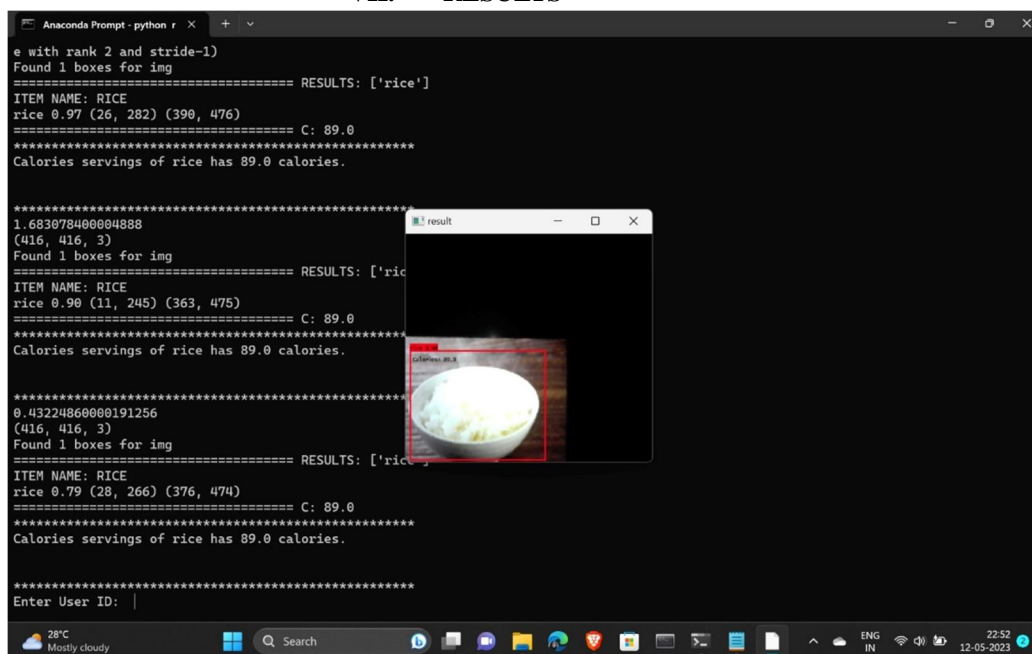 VII. RESULTS
Anaconda Prompt - python r
e with rank 2 and stride-1)
Found 1 boxes for img
===================================== RESULTS: ['rice']
ITEM NAME: RICE
rice 0.97 (26, 282) (390, 476)
===================================== C: 89.0
*****************************************************
Calories servings of rice has 89.0 calories.
*****************************************************
1.683078400004888
(416, 416, 3)
Found 1 boxes for img
===================================== RESULTS: ['ric
ITEM NAME: RICE
rice 0.90 (11, 245) (363, 475)
===================================== C: 89.0
*****************************************************
Calories servings of rice has 89.0 calories.
*****************************************************
0.43224860000191256
(416, 416, 3)
Found 1 boxes for img
===================================== RESULTS: ['rice']
ITEM NAME: RICE
rice 0.79 (28, 266) (376, 474)
===================================== C: 89.0
*****************************************************
Calories servings of rice has 89.0 calories.
*****************************************************
Enter User ID:
result
Calories: 89.0
28°C
Mostly cloudy
Search
ENG
IN
22:52
12-05-2023